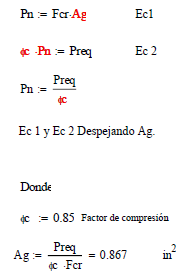 Pn := Fcr·Ag Ec1
ϕc ·Pn := Preq Ec 2
Pn := Preq / ϕc
Ec 1 y Ec 2 Despejando Ag.
Donde
ϕc := 0.85 Factor de compresión
Ag := Preq / ϕc ·Fcr = 0.867 in²